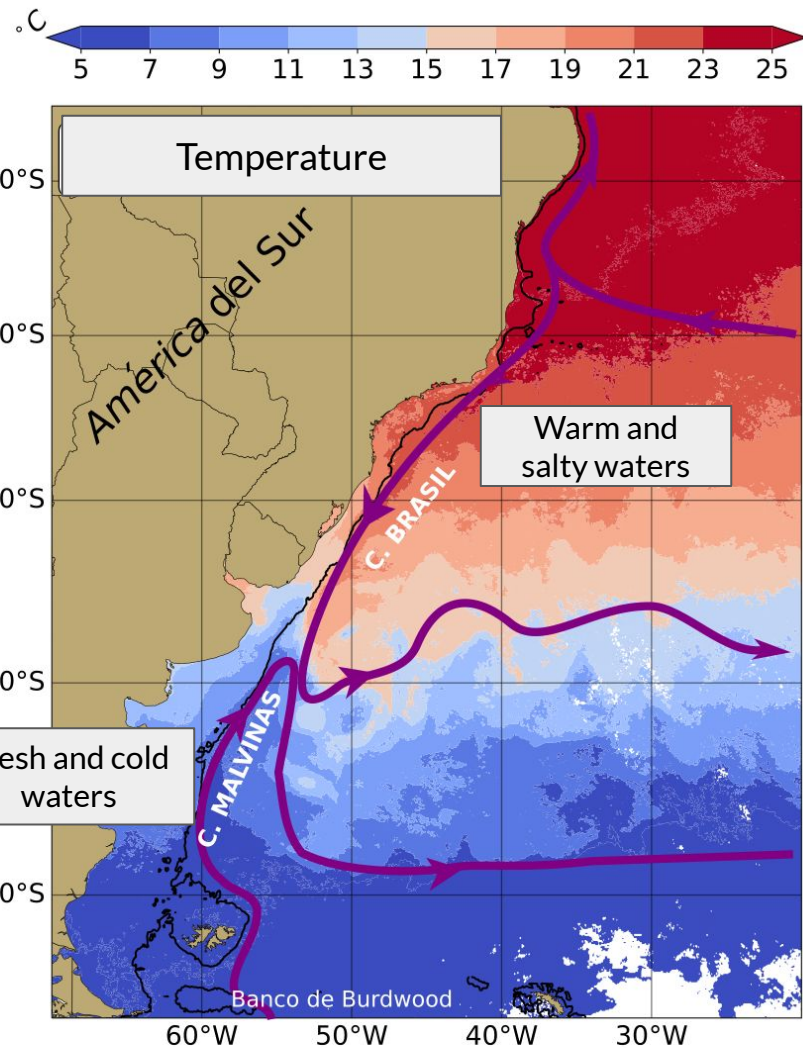 °C
5 7 9 11 13 15 17 19 21 23 25
Temperature
0°S
América del Sur
0°S
Warm and
salty waters
0°S
C. BRASIL
0°S
C. MALVINAS
esh and cold
waters
0°S
Banco de Burdwood
60°W 50°W 40°W 30°W